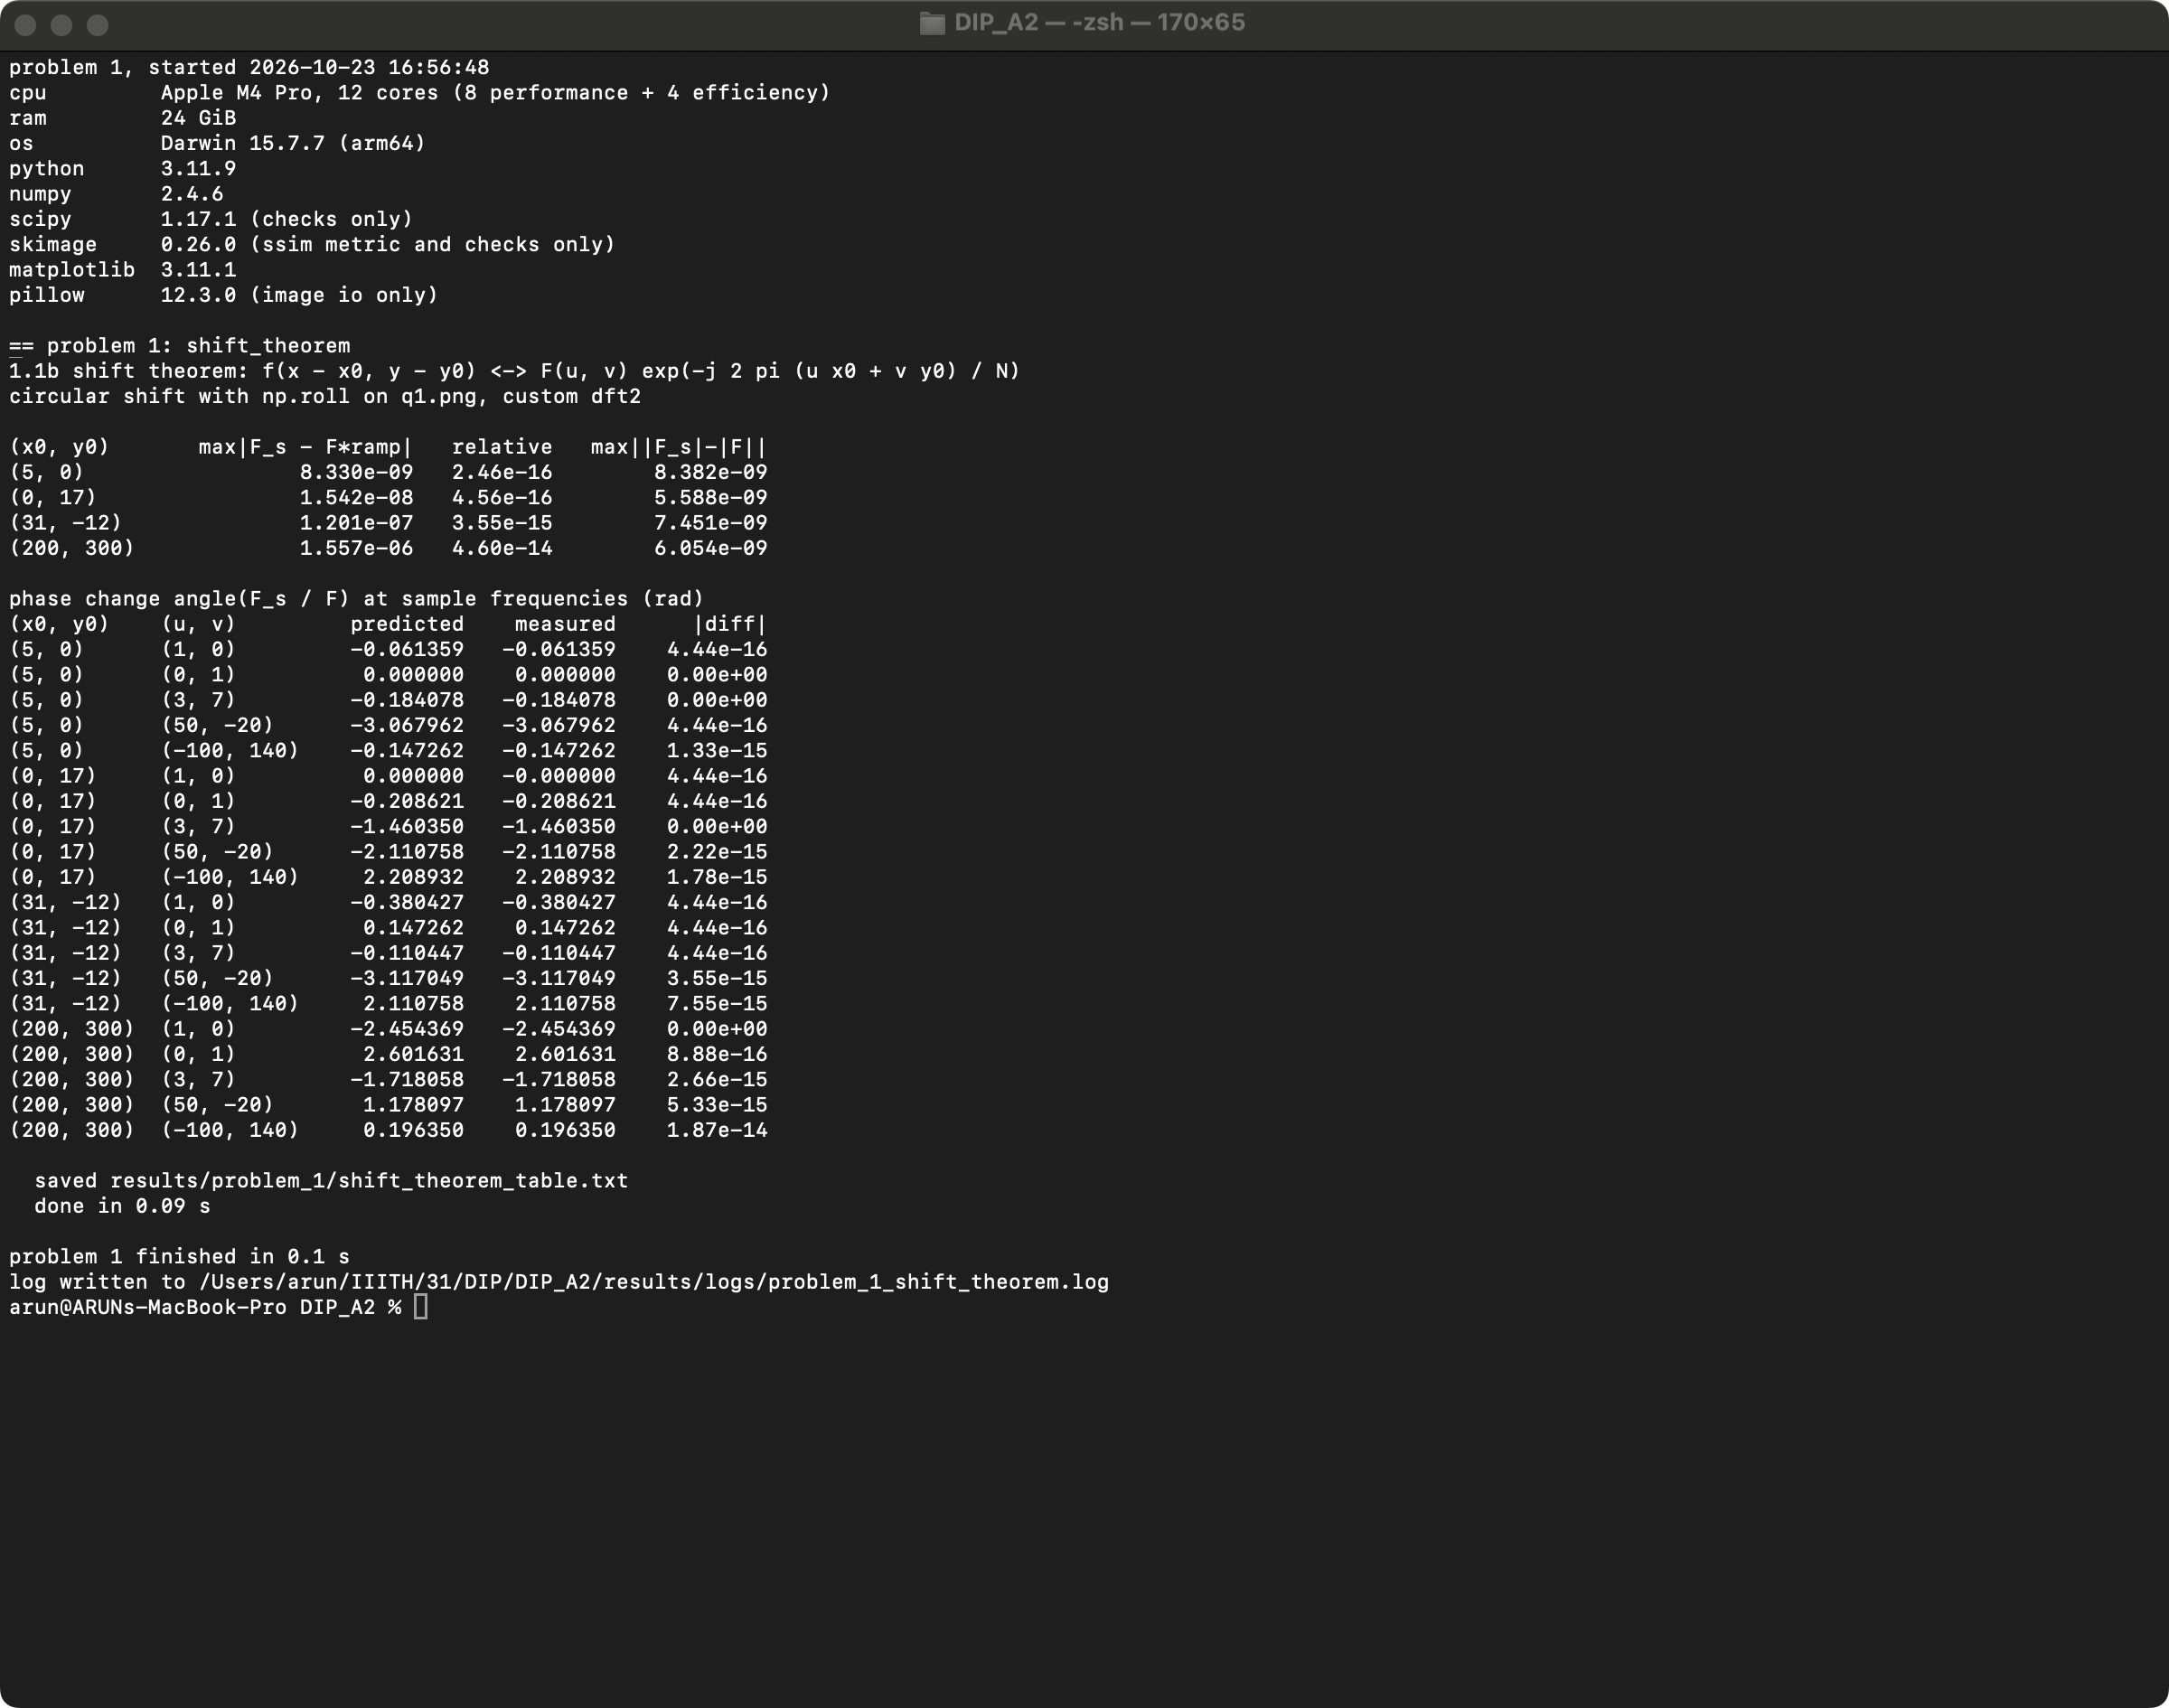 DIP_A2 — -zsh — 170×65
problem 1, started 2026-10-23 16:56:48
cpu         Apple M4 Pro, 12 cores (8 performance + 4 efficiency)
ram         24 GiB
os          Darwin 15.7.7 (arm64)
python      3.11.9
numpy       2.4.6
scipy       1.17.1 (checks only)
skimage     0.26.0 (ssim metric and checks only)
matplotlib  3.11.1
pillow      12.3.0 (image io only)
== problem 1: shift_theorem
1.1b shift theorem: f(x - x0, y - y0) <-> F(u, v) exp(-j 2 pi (u x0 + v y0) / N)
circular shift with np.roll on q1.png, custom dft2
(x0, y0)       max|F_s - F*ramp|   relative   max||F_s|-|F||
(5, 0)                 8.330e-09   2.46e-16        8.382e-09
(0, 17)                1.542e-08   4.56e-16        5.588e-09
(31, -12)              1.201e-07   3.55e-15        7.451e-09
(200, 300)             1.557e-06   4.60e-14        6.054e-09
phase change angle(F_s / F) at sample frequencies (rad)
(x0, y0)    (u, v)         predicted    measured      |diff|
(5, 0)      (1, 0)         -0.061359   -0.061359    4.44e-16
(5, 0)      (0, 1)          0.000000    0.000000    0.00e+00
(5, 0)      (3, 7)         -0.184078   -0.184078    0.00e+00
(5, 0)      (50, -20)      -3.067962   -3.067962    4.44e-16
(5, 0)      (-100, 140)    -0.147262   -0.147262    1.33e-15
(0, 17)     (1, 0)          0.000000   -0.000000    4.44e-16
(0, 17)     (0, 1)         -0.208621   -0.208621    4.44e-16
(0, 17)     (3, 7)         -1.460350   -1.460350    0.00e+00
(0, 17)     (50, -20)      -2.110758   -2.110758    2.22e-15
(0, 17)     (-100, 140)     2.208932    2.208932    1.78e-15
(31, -12)   (1, 0)         -0.380427   -0.380427    4.44e-16
(31, -12)   (0, 1)          0.147262    0.147262    4.44e-16
(31, -12)   (3, 7)         -0.110447   -0.110447    4.44e-16
(31, -12)   (50, -20)      -3.117049   -3.117049    3.55e-15
(31, -12)   (-100, 140)     2.110758    2.110758    7.55e-15
(200, 300)  (1, 0)         -2.454369   -2.454369    0.00e+00
(200, 300)  (0, 1)          2.601631    2.601631    8.88e-16
(200, 300)  (3, 7)         -1.718058   -1.718058    2.66e-15
(200, 300)  (50, -20)       1.178097    1.178097    5.33e-15
(200, 300)  (-100, 140)     0.196350    0.196350    1.87e-14
  saved results/problem_1/shift_theorem_table.txt
  done in 0.09 s
problem 1 finished in 0.1 s
log written to /Users/arun/IIITH/31/DIP/DIP_A2/results/logs/problem_1_shift_theorem.log
arun@ARUNs-MacBook-Pro DIP_A2 %